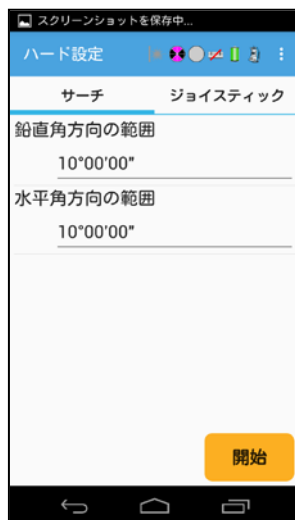 スクリーンショットを保存中...
ハード設定
サーチ ジョイスティック
鉛直角方向の範囲
10°00'00"
水平角方向の範囲
10°00'00"
開始